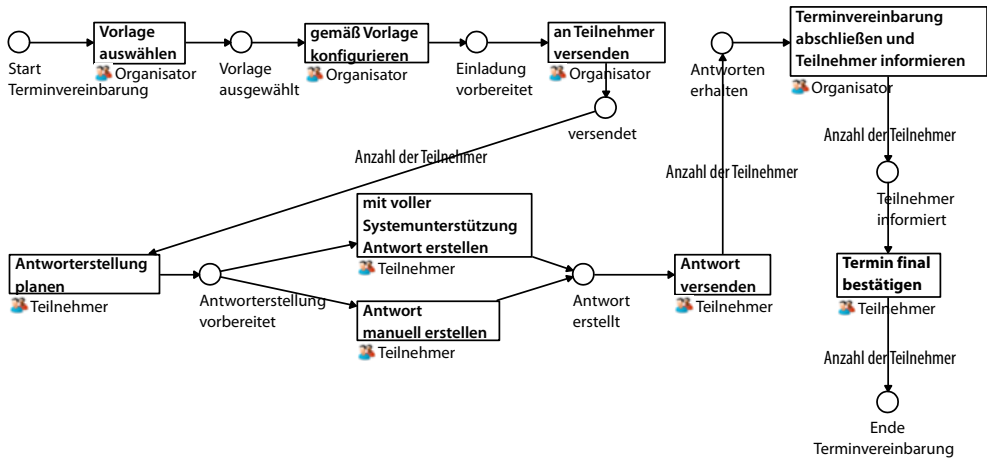 Start
Terminvereinbarung
Vorlage
auswählen
Organisator
Vorlage
ausgewählt
gemäß Vorlage
konfigurieren
Organisator
Einladung
vorbereitet
an Teilnehmer
versenden
Organisator
versendet
Anzahl der Teilnehmer
Antworterstellung
planen
Teilnehmer
Antworterstellung
vorbereitet
mit voller
Systemunterstützung
Antwort erstellen
Teilnehmer
Antwort
manuell erstellen
Teilnehmer
Antwort
erstellt
Antwort
versenden
Teilnehmer
Anzahl der Teilnehmer
Antworten
erhalten
Terminvereinbarung
abschließen und
Teilnehmer informieren
Organisator
Anzahl der Teilnehmer
Teilnehmer
informiert
Termin final
bestätigen
Teilnehmer
Anzahl der Teilnehmer
Ende
Terminvereinbarung